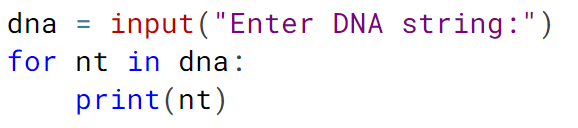 dna = input("Enter DNA string:")
for nt in dna:
    print(nt)